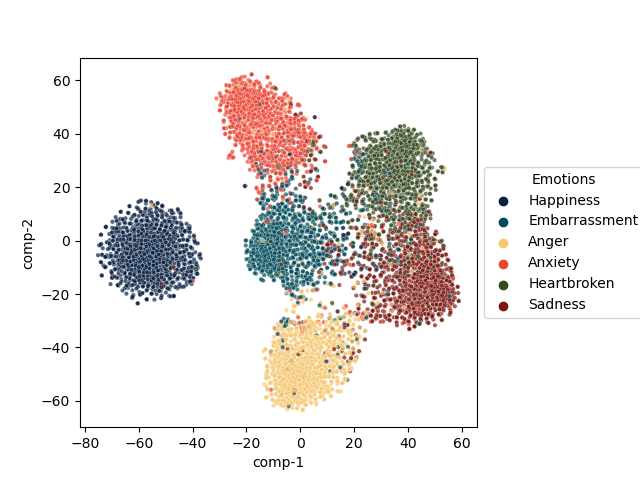 60
40
20
0
−20
−40
−60
comp-2
−80
−60
−40
−20
0
20
40
60
comp-1
Emotions
Happiness
Embarrassment
Anger
Anxiety
Heartbroken
Sadness